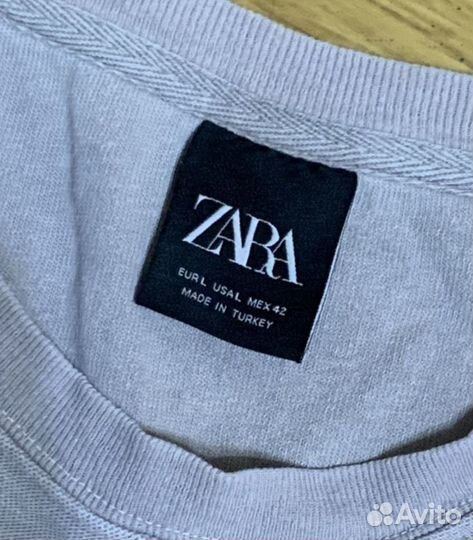 ZARA
EUR L USA L MEX 42
MADE IN TURKEY
Avito